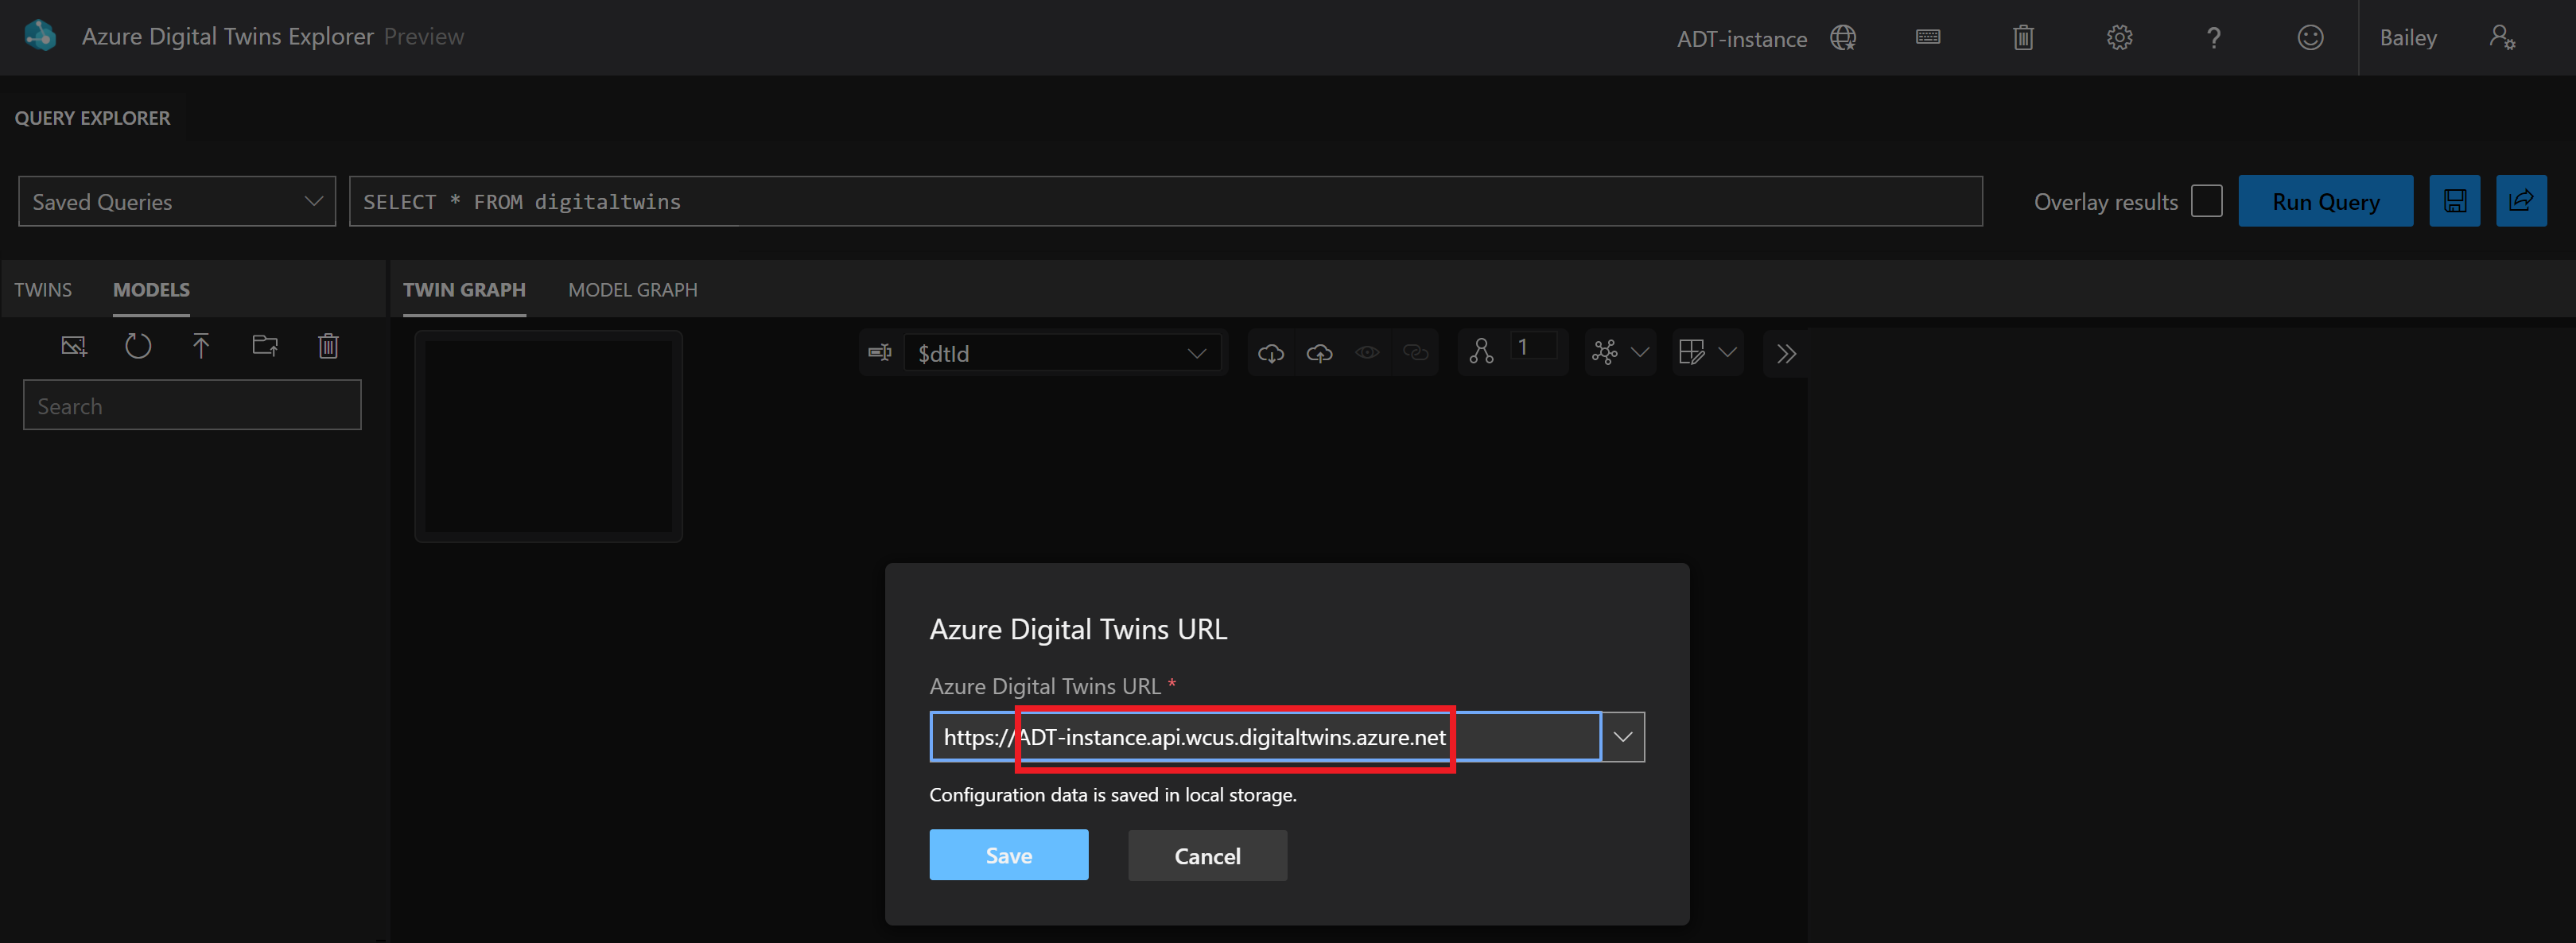 Azure Digital Twins Explorer Preview
ADT-instance
?
Bailey
QUERY EXPLORER
Saved Queries
SELECT * FROM digitaltwins
Overlay results
Run Query
TWINS
MODELS
TWIN GRAPH
MODEL GRAPH
$dtId
1
Search
Azure Digital Twins URL
Azure Digital Twins URL *
https://ADT-instance.api.wcus.digitaltwins.azure.net
Configuration data is saved in local storage.
Save
Cancel